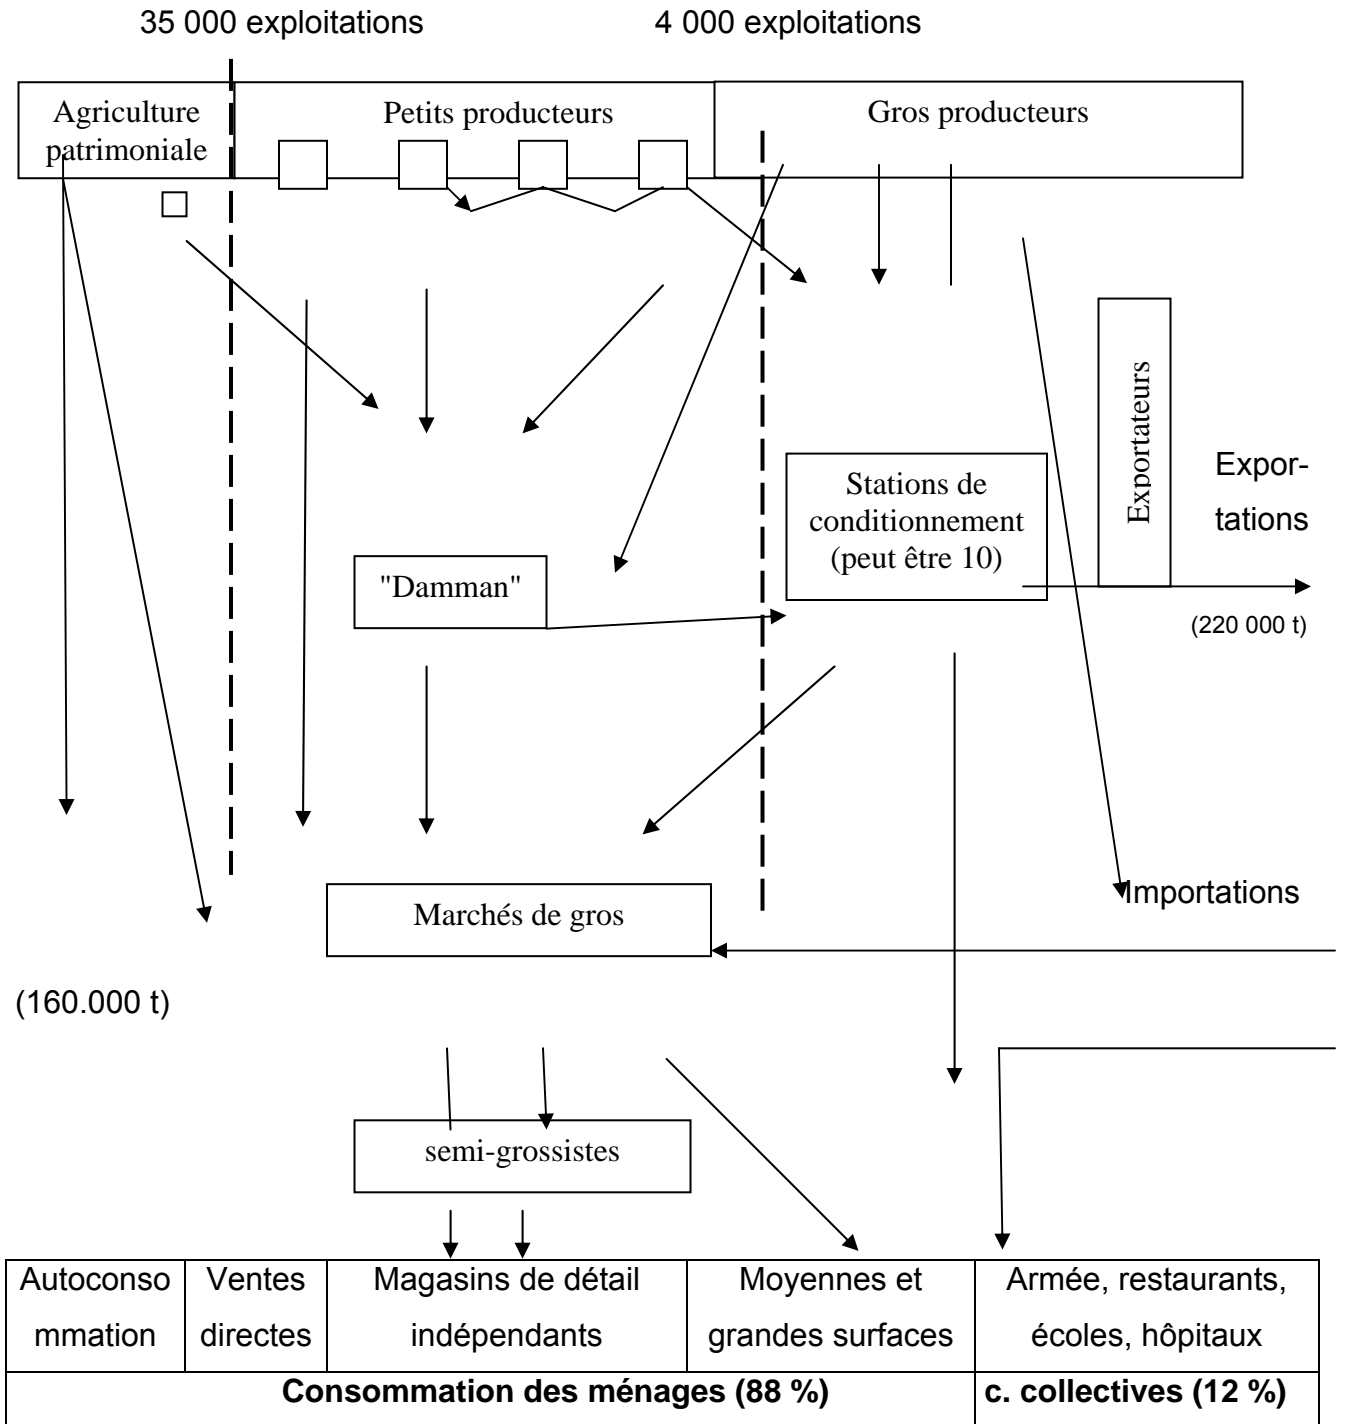 35 000 exploitations
4 000 exploitations
Agriculture
patrimoniale
Petits producteurs
Gros producteurs
Exportateurs
Expor-
tations
(220 000 t)
Stations de
conditionnement
(peut être 10)
"Damman"
Marchés de gros
Importations
(160.000 t)
semi-grossistes
Autoconso
mmation
Ventes
directes
Magasins de détail
indépendants
Moyennes et
grandes surfaces
Armée, restaurants,
écoles, hôpitaux
Consommation des ménages (88 %)
c. collectives (12 %)